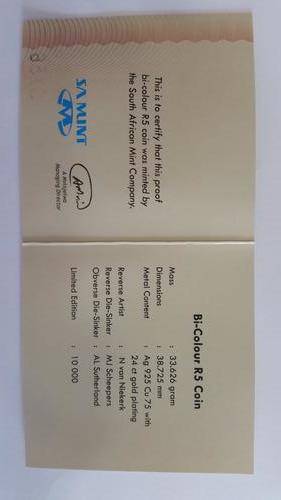 This is to certify that this proof
bi-colour R5 coin was minted by
the South African Mint Company.
SA MINT
Managing Director
Bi-Colour R5 Coin
Mass : 33.626 gram
Dimensions : 38.725 mm
Metal Content : Ag 925 Cu 75 with
24 ct gold plating
Reverse Artist : N van Niekerk
Reverse Die-Sinker : MJ Scheepers
Obverse Die-Sinker : AL Sutherland
Limited Edition : 10 000